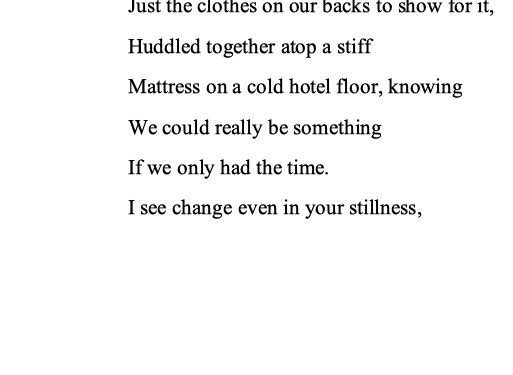 Just the clothes on our backs to show for it,
Huddled together atop a stiff
Mattress on a cold hotel floor, knowing
We could really be something
If we only had the time.
I see change even in your stillness,